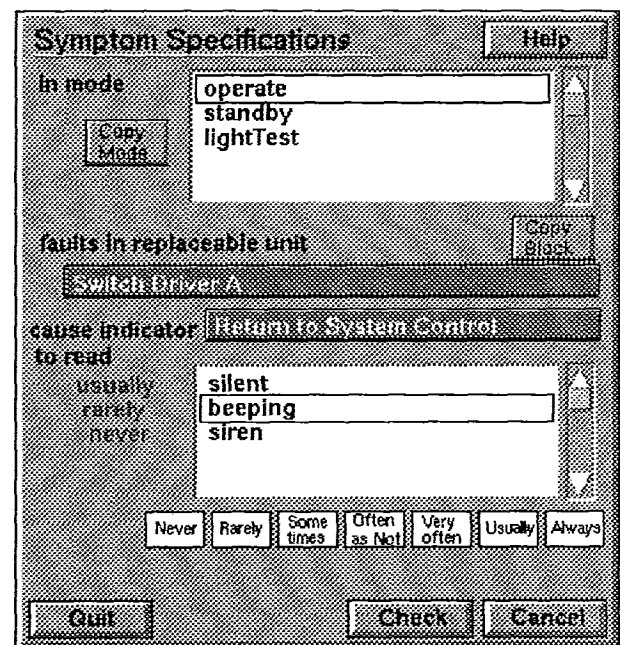 Symptom Specifications
Help
in mode
operate
standby
lightTest
Copy
Mode
Copy
Block
faults in replaceable unit
Switch Driver A
cause indicator
Return to System Control
to read
usually
silent
rarely
beeping
never
siren
Never
Rarely
Some
times
Often
as Not
Very
often
Usually
Always
Quit
Check
Cancel